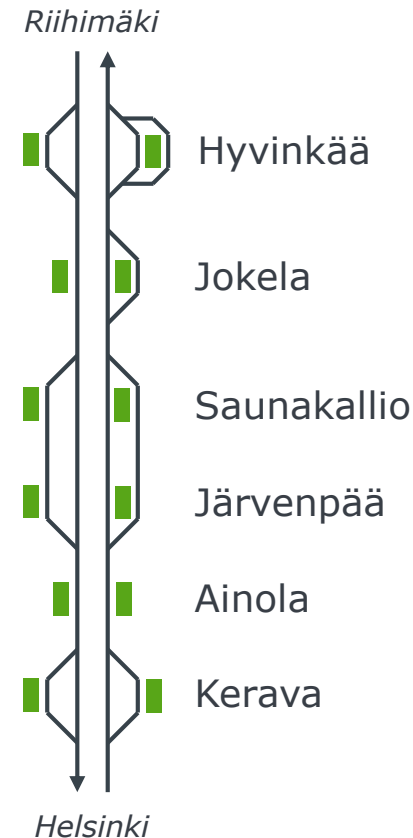 Riihimäki
Hyvinkää
Jokela
Saunakallio
Järvenpää
Ainola
Kerava
Helsinki